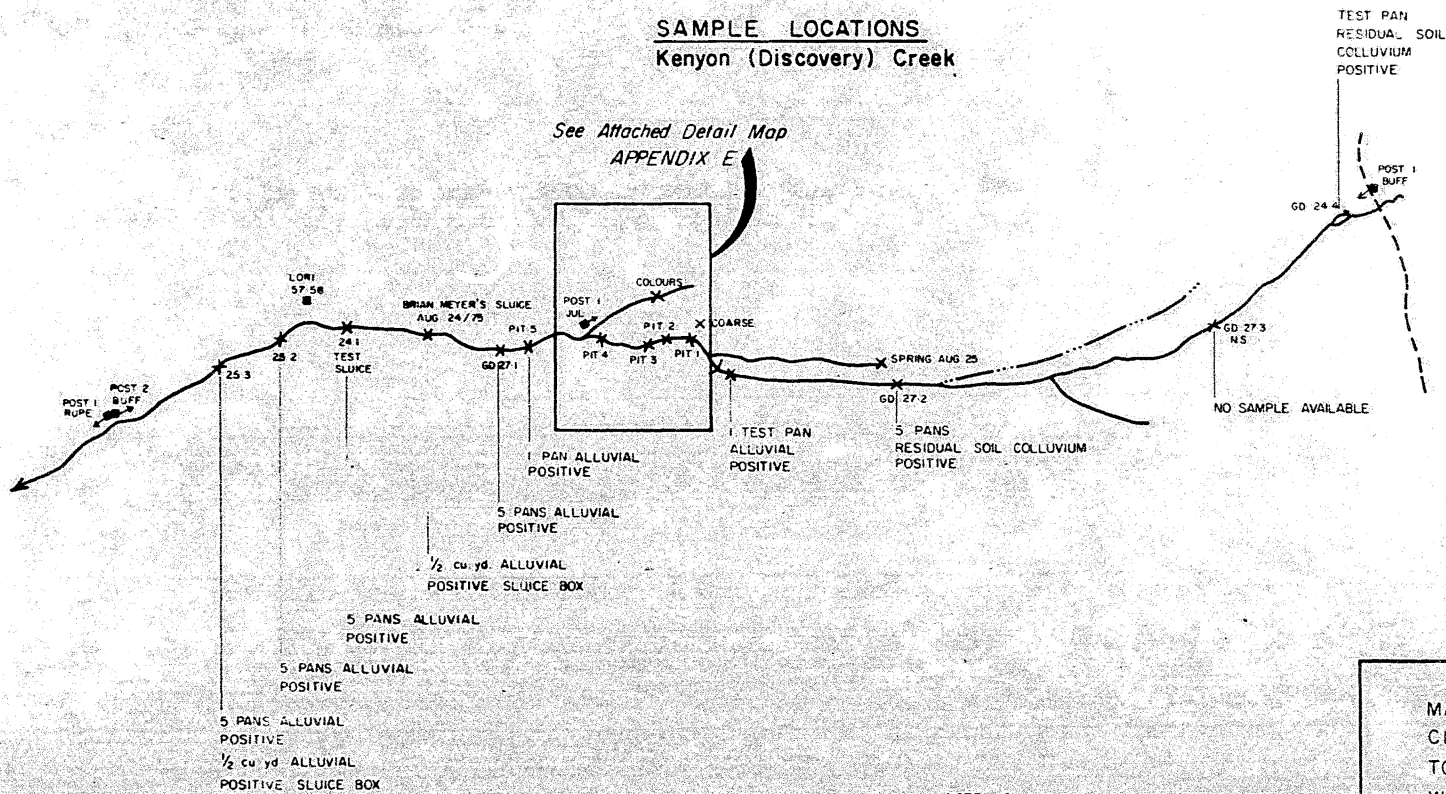 SAMPLE LOCATIONS
Kenyon (Discovery) Creek
TEST PAN
RESIDUAL SOIL
COLLUVIUM
POSITIVE
See Attached Detail Map
APPENDIX E
POST 1
BUFF
GD 24·4
LORI
57·58
BRIAN MEYER'S SLUICE
AUG 24/75
PIT·5
POST 1
JUL
COLOURS
COARSE
PIT·2
PIT·4
PIT 3
PIT 1
25·3
25·2
24·1
TEST
SLUICE
GD 27·1
SPRING AUG 25
GD 27·2
GD 27·3
N.S.
POST 1
RUPE
POST 2
BUFF
NO SAMPLE AVAILABLE
1 TEST PAN
ALLUVIAL
POSITIVE
5 PANS
RESIDUAL SOIL COLLUVIUM
POSITIVE
1 PAN ALLUVIAL
POSITIVE
5 PANS ALLUVIAL
POSITIVE
1/2 cu. yd. ALLUVIAL
POSITIVE SLUICE BOX
5 PANS ALLUVIAL
POSITIVE
5 PANS ALLUVIAL
POSITIVE
5 PANS ALLUVIAL
POSITIVE
1/2 cu yd ALLUVIAL
POSITIVE SLUICE BOX